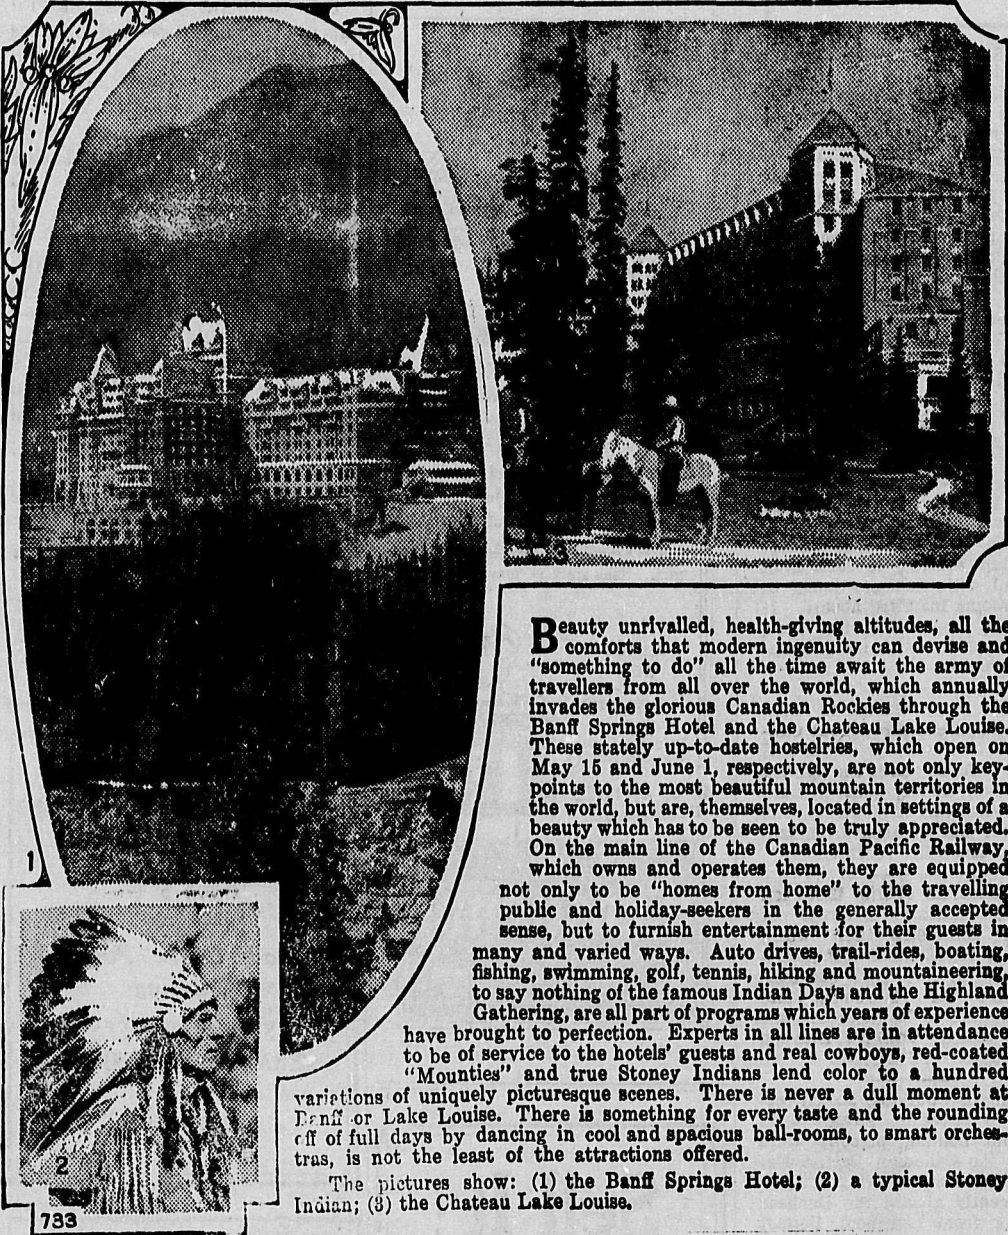 Beauty unrivalled, health-giving altitudes, all the
comforts that modern ingenuity can devise and
"something to do" all the time await the army of
travellers from all over the world, which annually
invades the glorious Canadian Rockies through the
Banff Springs Hotel and the Chateau Lake Louise.
These stately up-to-date hostelries, which open on
May 15 and June 1, respectively, are not only key-
points to the most beautiful mountain territories in
the world, but are, themselves, located in settings of a
beauty which has to be seen to be truly appreciated.
On the main line of the Canadian Pacific Railway,
which owns and operates them, they are equipped
not only to be "homes from home" to the travelling
public and holiday-seekers in the generally accepted
sense, but to furnish entertainment for their guests in
many and varied ways. Auto drives, trail-rides, boating,
fishing, swimming, golf, tennis, hiking and mountaineering,
to say nothing of the famous Indian Days and the Highland
Gathering, are all part of programs which years of experience
have brought to perfection. Experts in all lines are in attendance
to be of service to the hotels' guests and real cowboys, red-coated
"Mounties" and true Stoney Indians lend color to a hundred
variations of uniquely picturesque scenes. There is never a dull moment at
Banff or Lake Louise. There is something for every taste and the rounding
off of full days by dancing in cool and spacious ball-rooms, to smart orches-
tras, is not the least of the attractions offered.
The pictures show: (1) the Banff Springs Hotel; (2) a typical Stoney
Indian; (3) the Chateau Lake Louise.
1
2
3
733